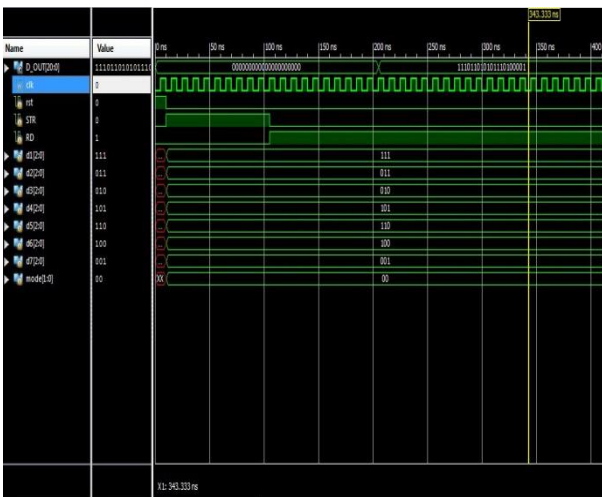 343.333 ns
Name Value 0 ns 50 ns 100 ns 150 ns 200 ns 250 ns 300 ns 350 ns 400
D_OUT[20:0] 1110110101011110 000000000000000000000
clk 0
rst 0
STR 0
RD 1
d1[2:0] 111 ... 111
d2[2:0] 011 ... 011
d3[2:0] 010 ... 010
d4[2:0] 101 ... 101
d5[2:0] 110 ... 110
d6[2:0] 100 ... 100
d7[2:0] 001 ... 001
mode[1:0] 00 XX 00
X1: 343.333 ns